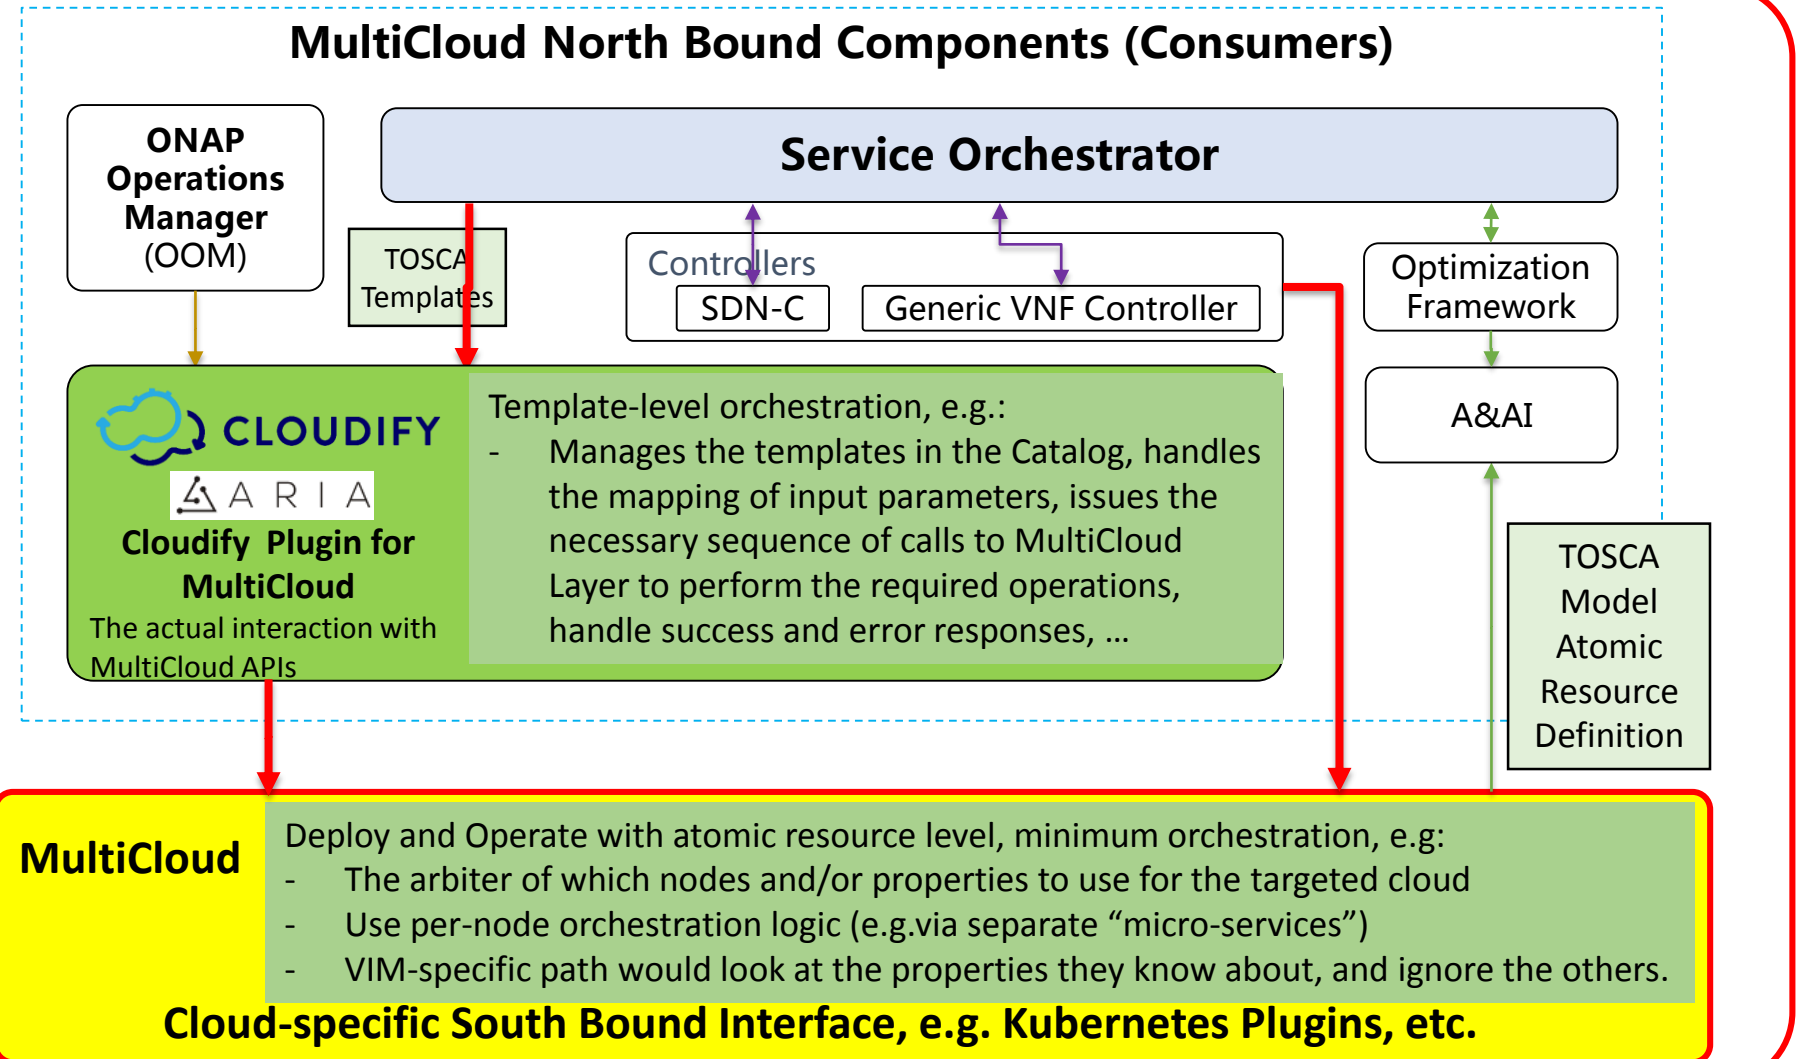 MultiCloud North Bound Components (Consumers)
ONAP
Operations
Manager
(OOM)
Service Orchestrator
TOSCA
Templates
Controllers
SDN-C
Generic VNF Controller
Optimization
Framework
A&AI
CLOUDIFY
ARIA
Cloudify Plugin for
MultiCloud
The actual interaction with
MultiCloud APIs
Template-level orchestration, e.g.:
- Manages the templates in the Catalog, handles
the mapping of input parameters, issues the
necessary sequence of calls to MultiCloud
Layer to perform the required operations,
handle success and error responses, …
TOSCA
Model
Atomic
Resource
Definition
MultiCloud
Deploy and Operate with atomic resource level, minimum orchestration, e.g:
- The arbiter of which nodes and/or properties to use for the targeted cloud
- Use per-node orchestration logic (e.g.via separate “micro-services”)
- VIM-specific path would look at the properties they know about, and ignore the others.
Cloud-specific South Bound Interface, e.g. Kubernetes Plugins, etc.